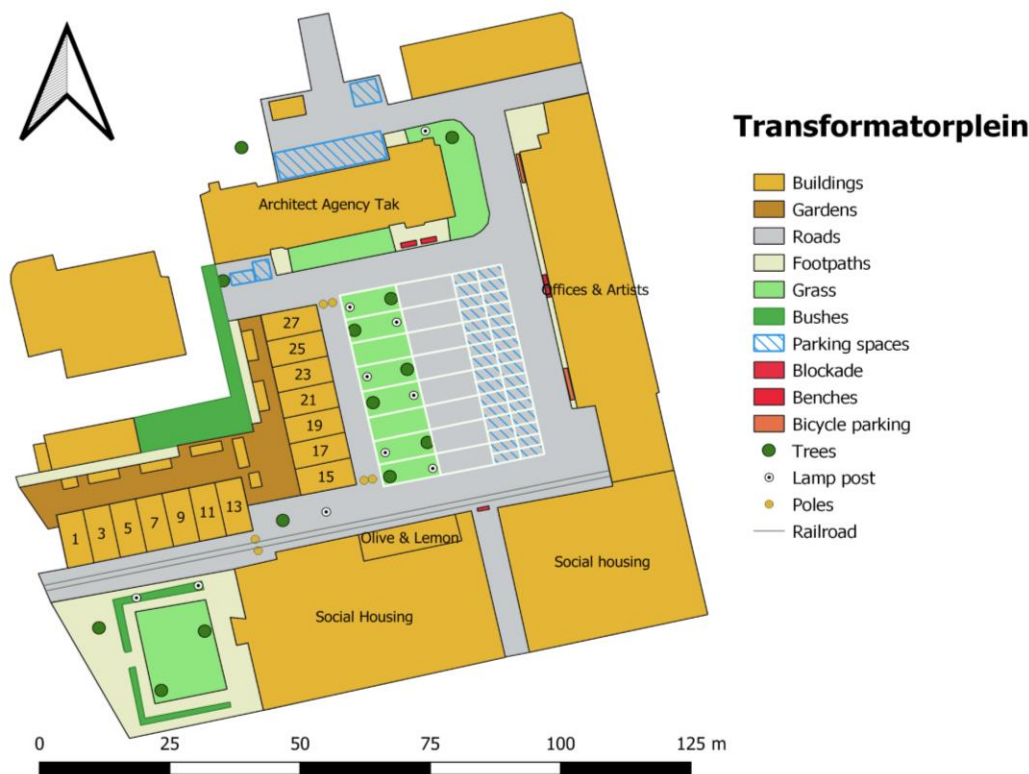 Transformatorplein
Buildings
Gardens
Roads
Footpaths
Grass
Bushes
Parking spaces
Blockade
Benches
Bicycle parking
Trees
Lamp post
Poles
Railroad
Architect Agency Tak
Offices & Artists
27
25
23
21
19
17
15
1
3
5
7
9
11
13
Olive & Lemon
Social housing
Social Housing
0 25 50 75 100 125 m